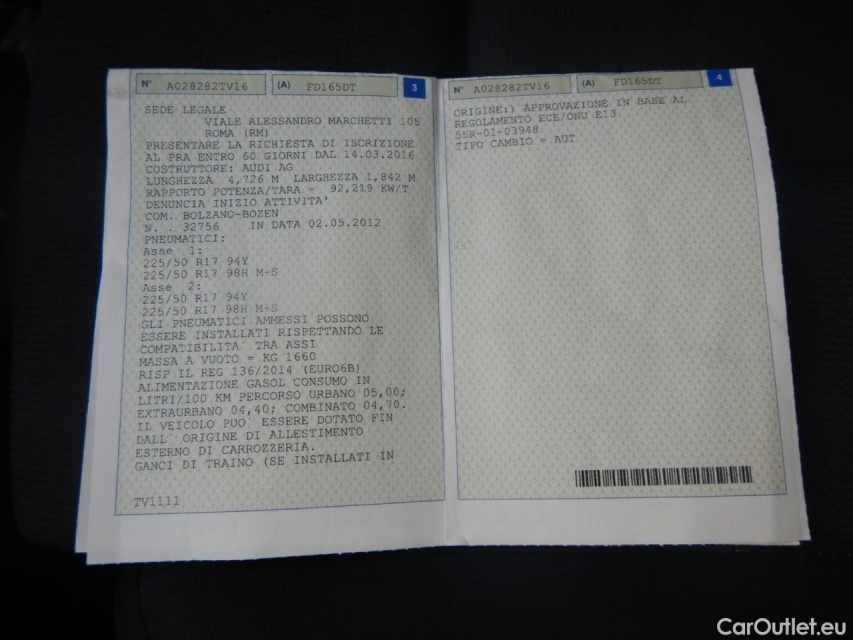 N° A028282TV16 (A) FD165DT 3
SEDE LEGALE
VIALE ALESSANDRO MARCHETTI 105
ROMA (RM)
PRESENTARE LA RICHIESTA DI ISCRIZIONE
AL PRA ENTRO 60 GIORNI DAL 14.03.2016
COSTRUTTORE: AUDI AG
LUNGHEZZA 4,726 M LARGHEZZA 1,842 M
RAPPORTO POTENZA/TARA = 92,219 KW/T
DENUNCIA INIZIO ATTIVITA'
COM. BOLZANO-BOZEN
N. . 32756 IN DATA 02.05.2012
PNEUMATICI:
Asse 1:
225/50 R17 94Y
225/50 R17 98H M+S
Asse 2:
225/50 R17 94Y
225/50 R17 98H M+S
GLI PNEUMATICI AMMESSI POSSONO
ESSERE INSTALLATI RISPETTANDO LE
COMPATIBILITA' TRA ASSI
MASSA A VUOTO = KG 1660
RISP IL REG 136/2014 (EURO6B)
ALIMENTAZIONE GASOL CONSUMO IN
LITRI/100 KM PERCORSO URBANO 05,00;
EXTRAURBANO 04,40; COMBINATO 04,70.
IL VEICOLO PUO' ESSERE DOTATO FIN
DALL' ORIGINE DI ALLESTIMENTO
ESTERNO DI CARROZZERIA.
GANCI DI TRAINO (SE INSTALLATI IN
TV1111
N° A028282TV16 (A) FD165DT 4
ORIGINE:) APPROVAZIONE IN BASE AL
REGOLAMENTO ECE/ONU E13
55R-01-03948
TIPO CAMBIO = AUT
CarOutlet.eu